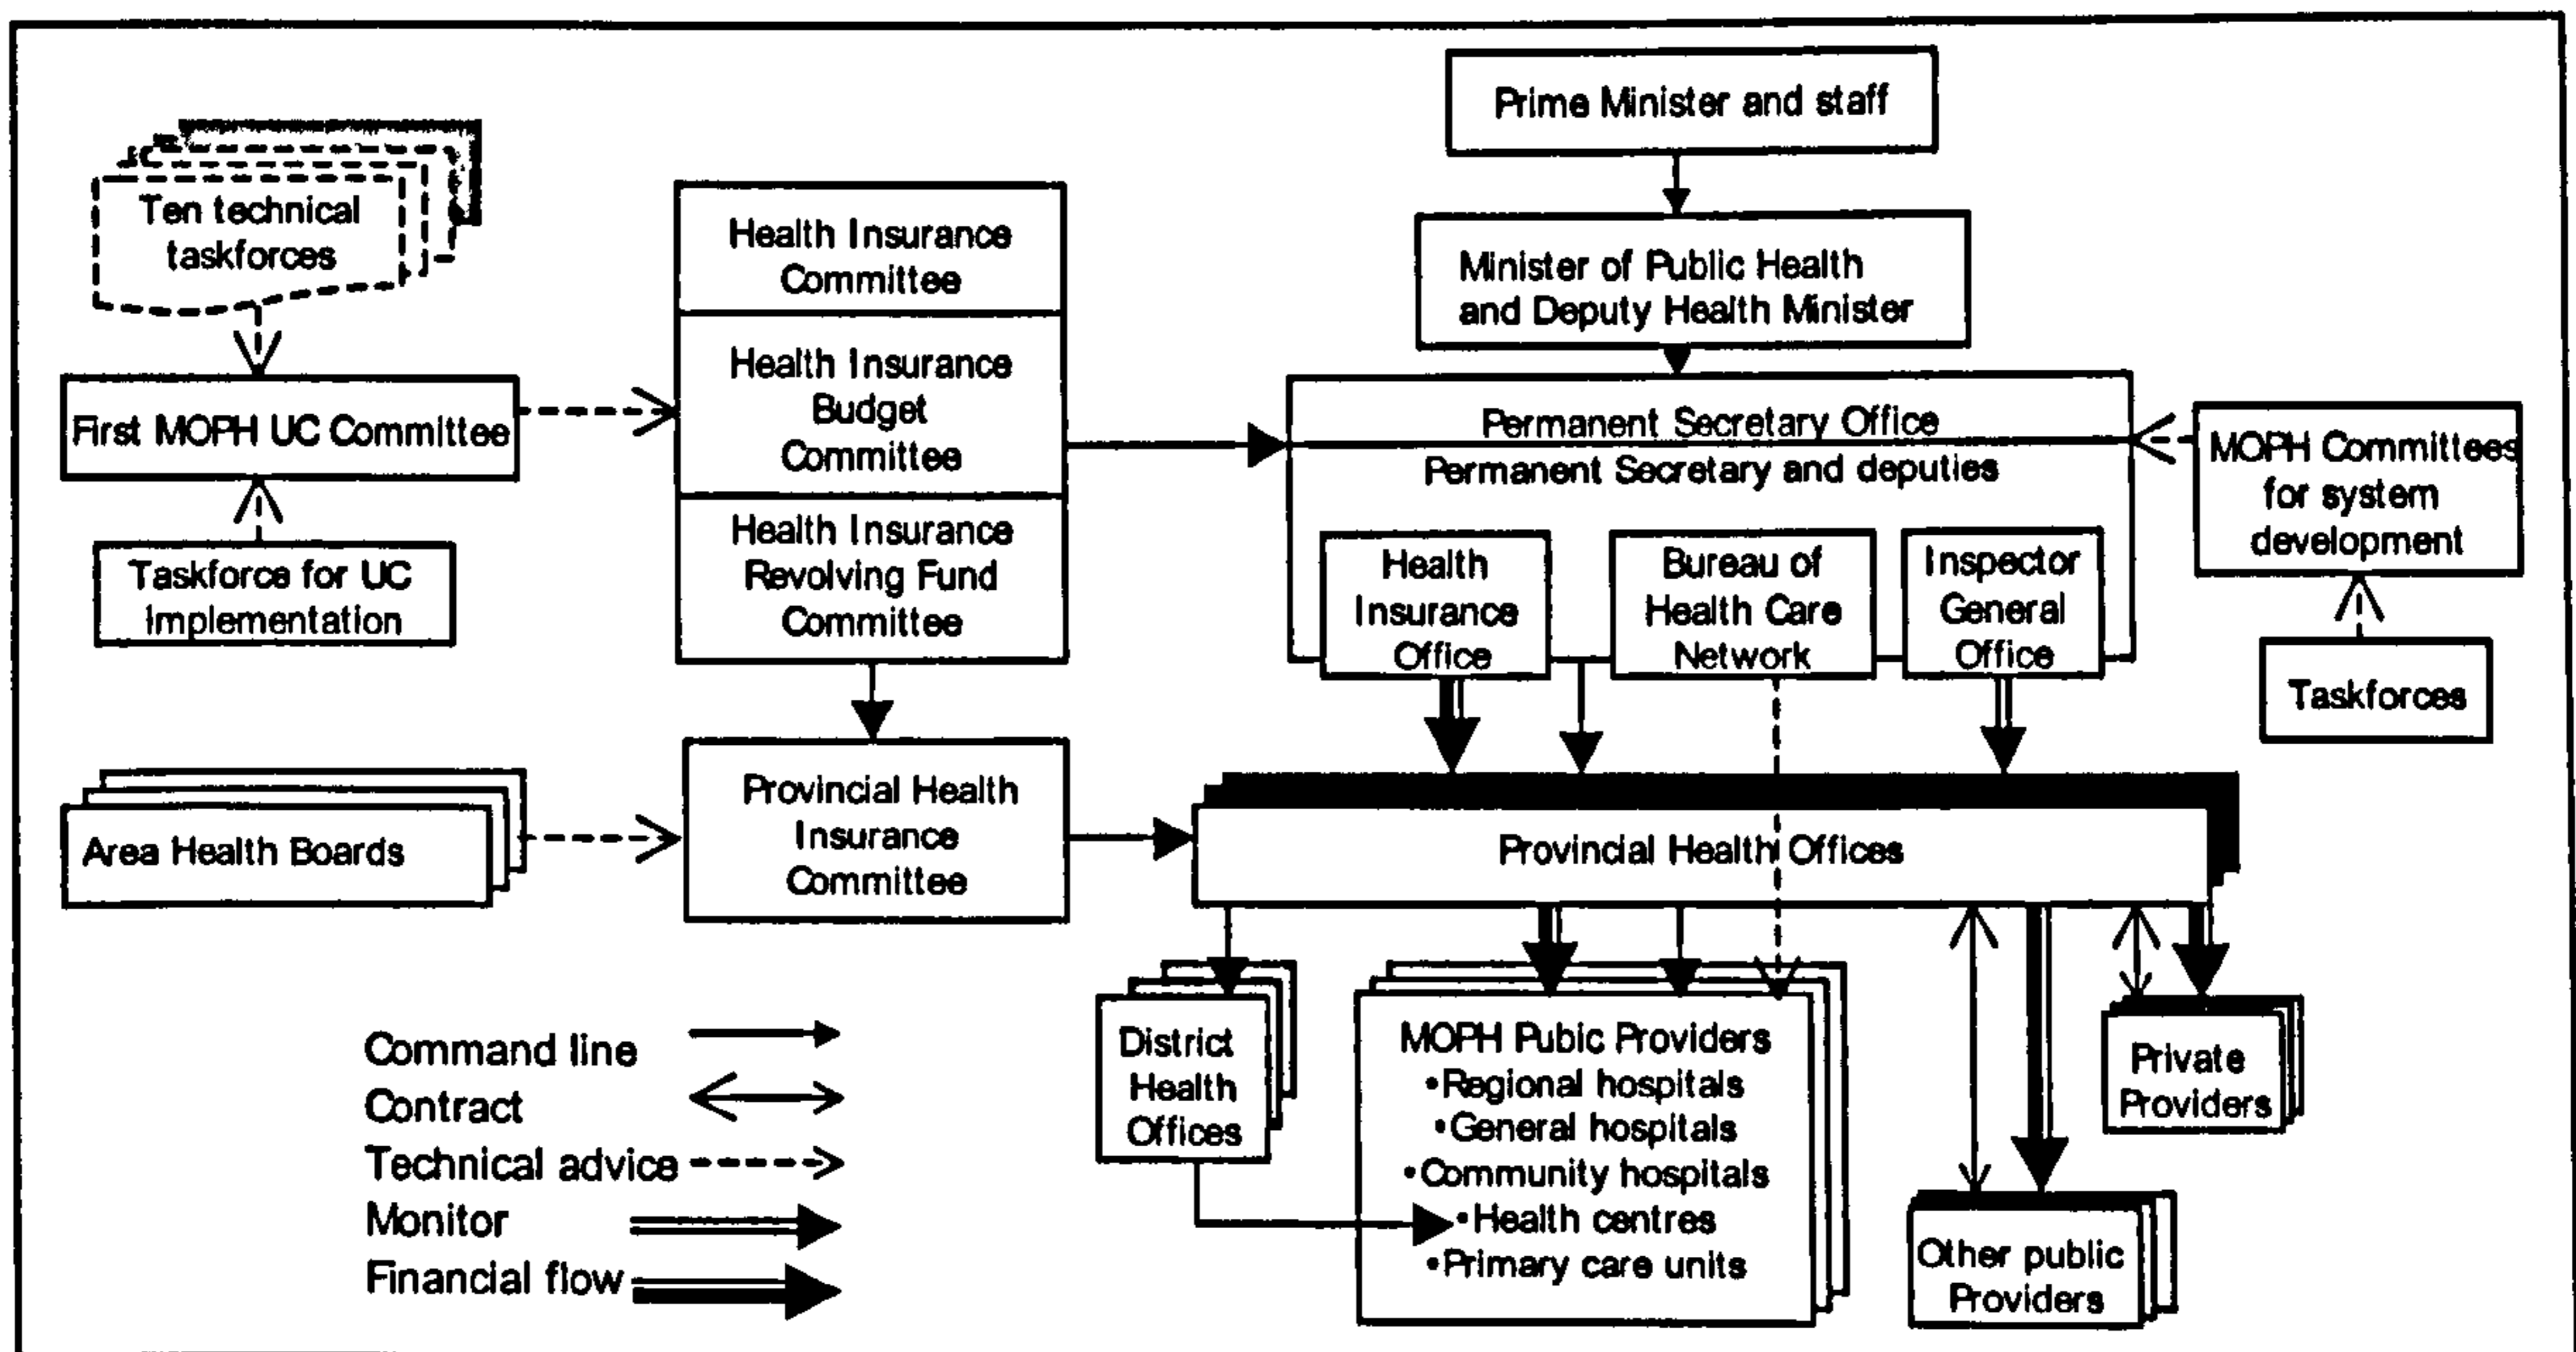 Prime Minister and staff
Ten technical
taskforces
Health Insurance
Committee
Minister of Public Health
and Deputy Health Minister
Health Insurance
Budget
Committee
First MOPH UC Committee
Permanent Secretary Office
Permanent Secretary and deputies
MOPH Committees
for system
development
Health Insurance
Revolving Fund
Committee
Taskforce for UC
Implementation
Health
Insurance
Office
Bureau of
Health Care
Network
Inspector
General
Office
Taskforces
Area Health Boards
Provincial Health
Insurance
Committee
Provincial Health Offices
District
Health
Offices
MOPH Pubic Providers
•Regional hospitals
•General hospitals
•Community hospitals
•Health centres
•Primary care units
Private
Providers
Other public
Providers
Command line
Contract
Technical advice
Monitor
Financial flow